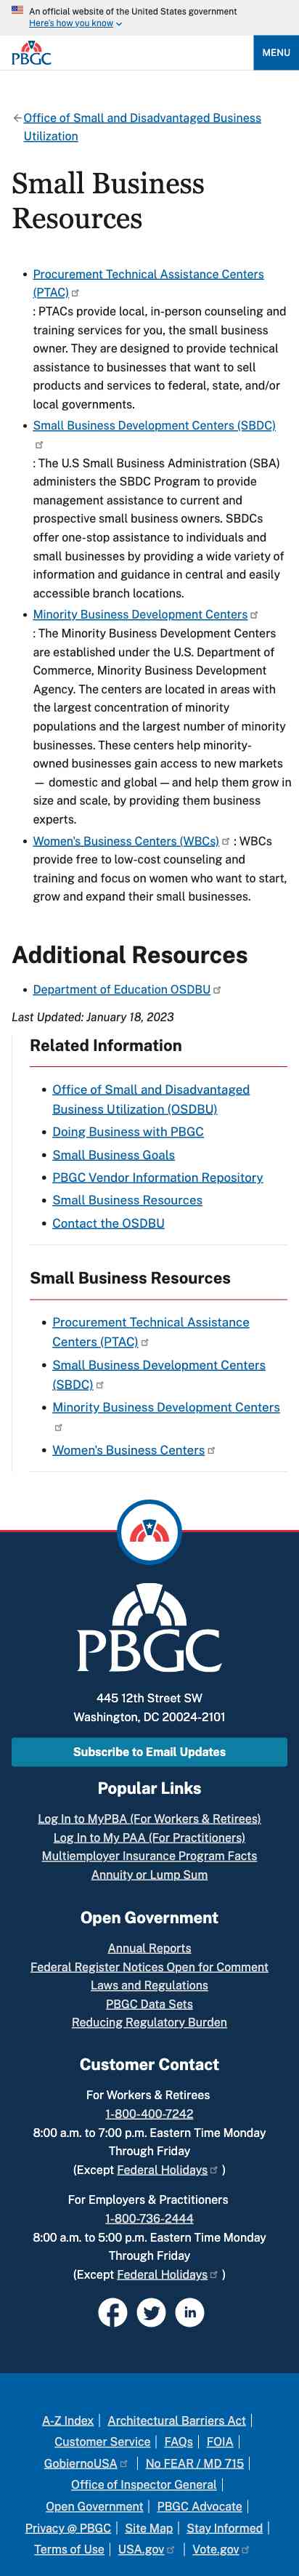 An official website of the United States government
Here's how you know
PBGC
MENU
Office of Small and Disadvantaged Business
Utilization
Small Business
Resources
Procurement Technical Assistance Centers
(PTAC)
: PTACs provide local, in-person counseling and
training services for you, the small business
owner. They are designed to provide technical
assistance to businesses that want to sell
products and services to federal, state, and/or
local governments.
Small Business Development Centers (SBDC)
: The U.S Small Business Administration (SBA)
administers the SBDC Program to provide
management assistance to current and
prospective small business owners. SBDCs
offer one-stop assistance to individuals and
small businesses by providing a wide variety of
information and guidance in central and easily
accessible branch locations.
Minority Business Development Centers
: The Minority Business Development Centers
are established under the U.S. Department of
Commerce, Minority Business Development
Agency. The centers are located in areas with
the largest concentration of minority
populations and the largest number of minority
businesses. These centers help minority-
owned businesses gain access to new markets
— domestic and global — and help them grow in
size and scale, by providing them business
experts.
Women's Business Centers (WBCs) : WBCs
provide free to low-cost counseling and
training and focus on women who want to start,
grow and expand their small businesses.
Additional Resources
Department of Education OSDBU
Last Updated: January 18, 2023
Related Information
Office of Small and Disadvantaged
Business Utilization (OSDBU)
Doing Business with PBGC
Small Business Goals
PBGC Vendor Information Repository
Small Business Resources
Contact the OSDBU
Small Business Resources
Procurement Technical Assistance
Centers (PTAC)
Small Business Development Centers
(SBDC)
Minority Business Development Centers
Women's Business Centers
PBGC
445 12th Street SW
Washington, DC 20024-2101
Subscribe to Email Updates
Popular Links
Log In to MyPBA (For Workers & Retirees)
Log In to My PAA (For Practitioners)
Multiemployer Insurance Program Facts
Annuity or Lump Sum
Open Government
Annual Reports
Federal Register Notices Open for Comment
Laws and Regulations
PBGC Data Sets
Reducing Regulatory Burden
Customer Contact
For Workers & Retirees
1-800-400-7242
8:00 a.m. to 7:00 p.m. Eastern Time Monday
Through Friday
(Except Federal Holidays )
For Employers & Practitioners
1-800-736-2444
8:00 a.m. to 5:00 p.m. Eastern Time Monday
Through Friday
(Except Federal Holidays )
A-Z Index | Architectural Barriers Act |
Customer Service | FAQs | FOIA |
GobiernoUSA | No FEAR / MD 715 |
Office of Inspector General |
Open Government | PBGC Advocate |
Privacy @ PBGC | Site Map | Stay Informed |
Terms of Use | USA.gov | Vote.gov